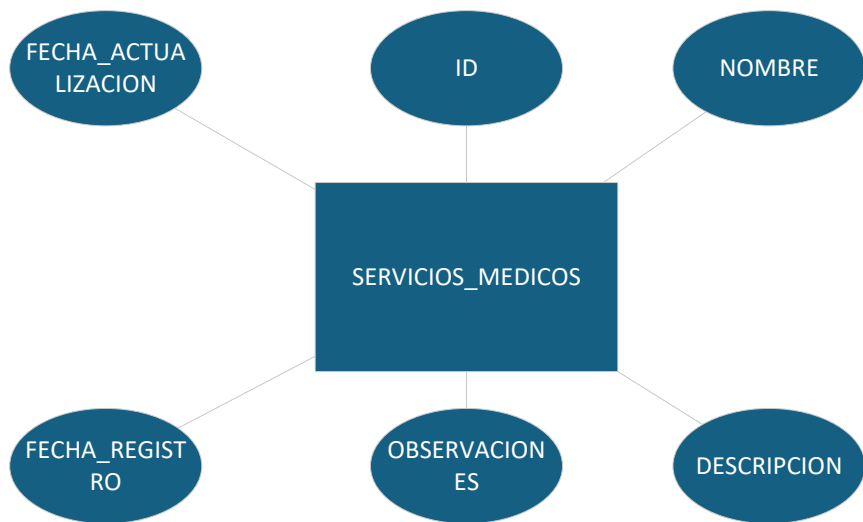 FECHA_ACTUA
LIZACION
ID
NOMBRE
SERVICIOS_MEDICOS
FECHA_REGIST
RO
OBSERVACION
ES
DESCRIPCION